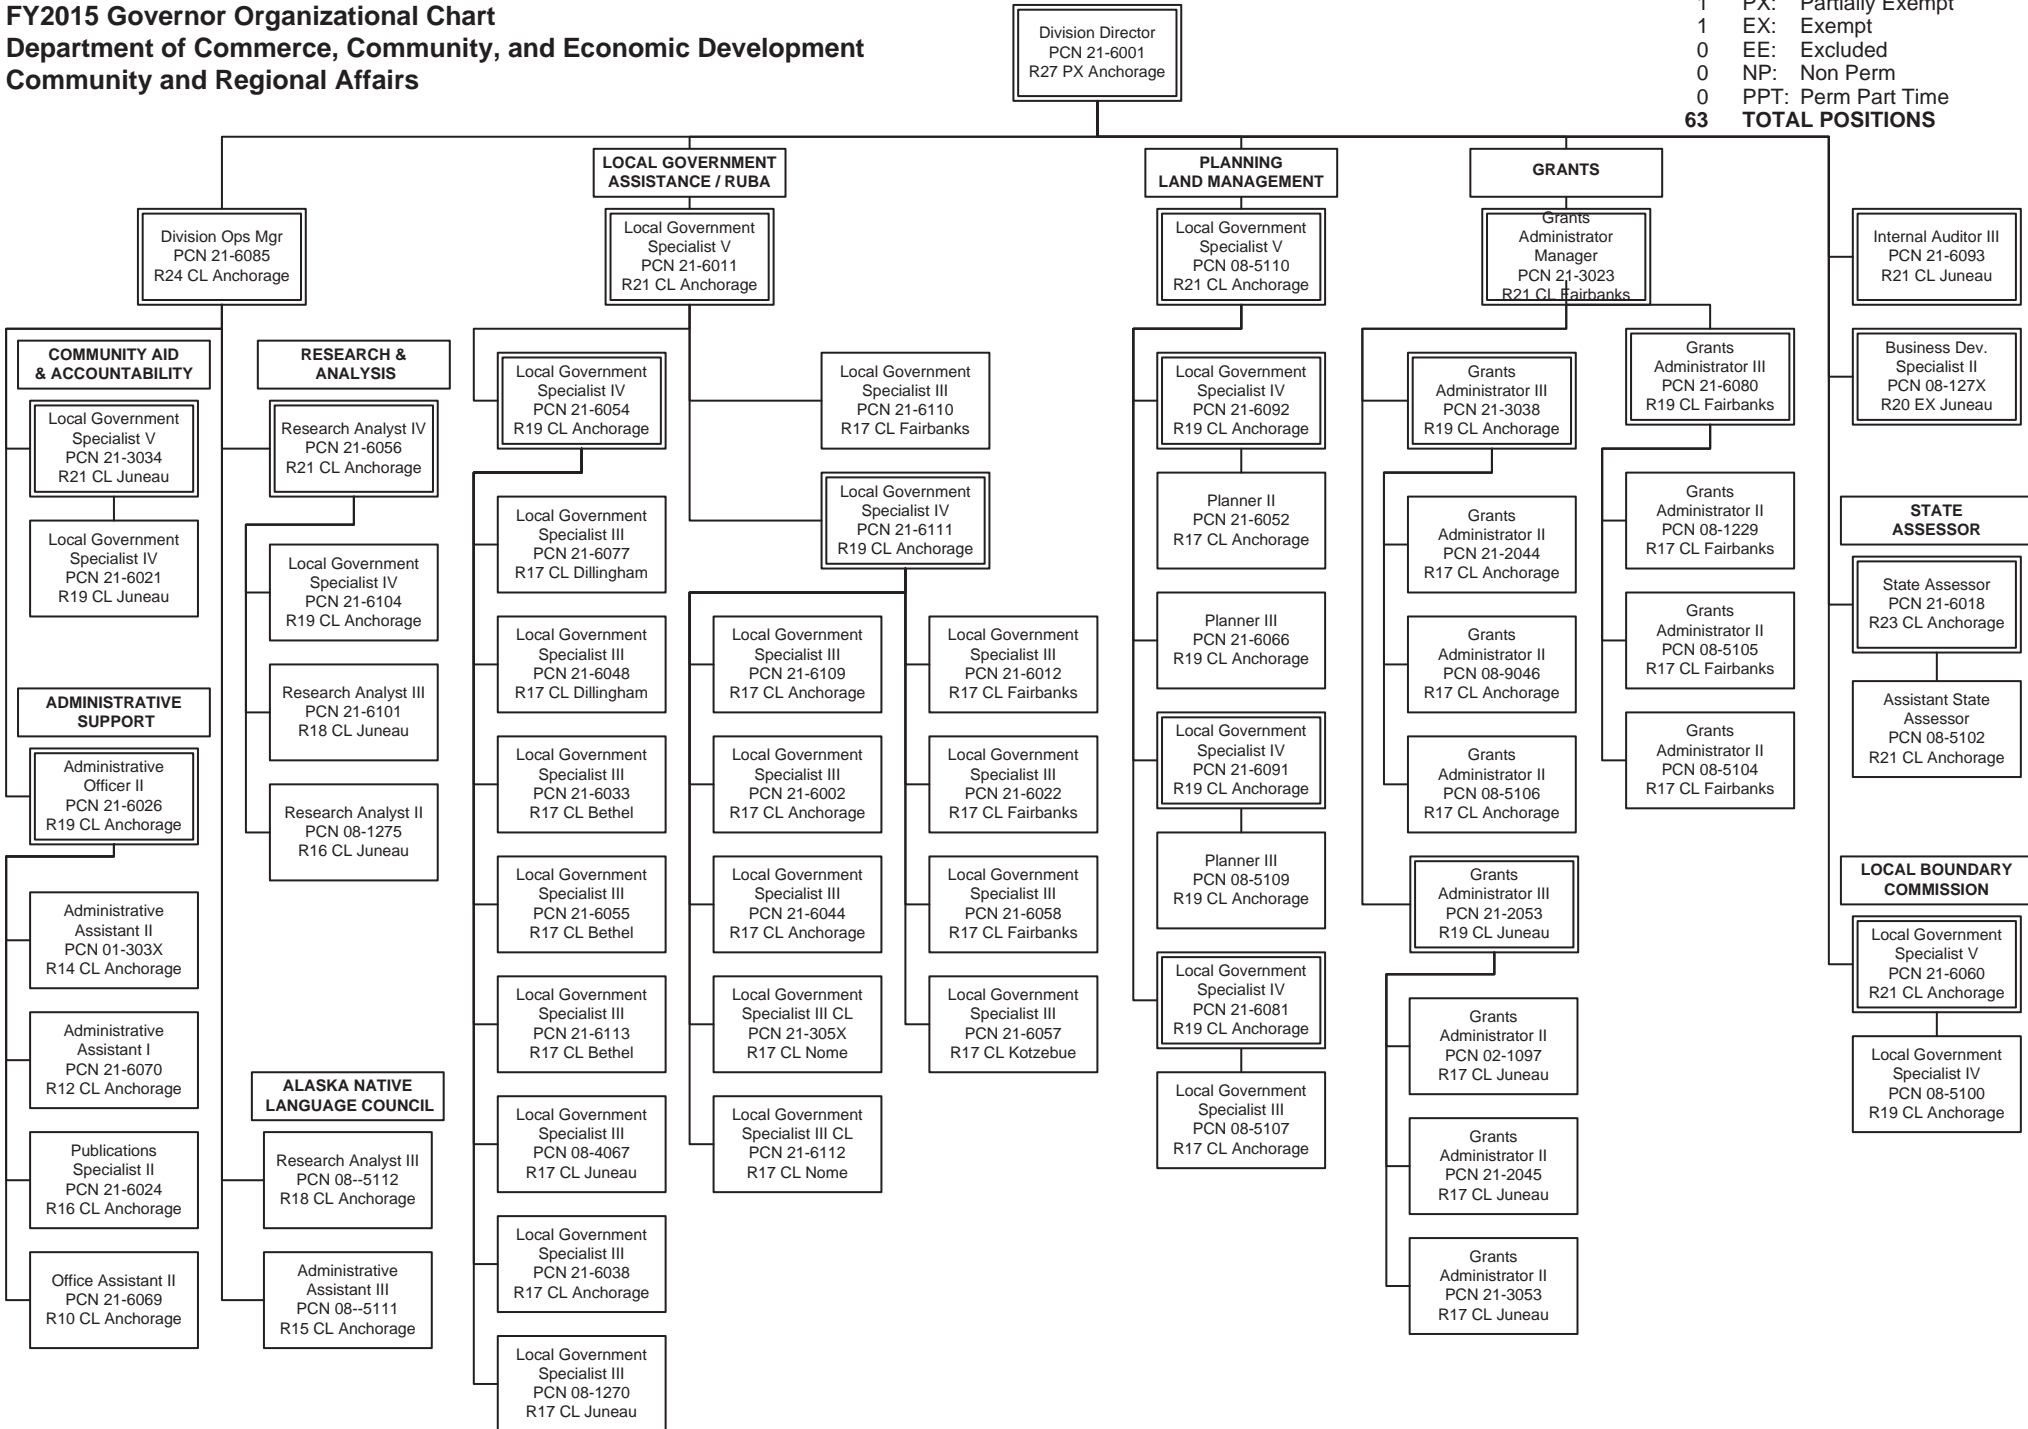 FY2015 Governor Organizational Chart
Department of Commerce, Community, and Economic Development
Community and Regional Affairs
Division Director
PCN 21-6001
R27 PX Anchorage
1 PX: Partially Exempt
1 EX: Exempt
0 EE: Excluded
0 NP: Non Perm
0 PPT: Perm Part Time
63 TOTAL POSITIONS
Division Ops Mgr
PCN 21-6085
R24 CL Anchorage
COMMUNITY AID
& ACCOUNTABILITY
Local Government
Specialist V
PCN 21-3034
R21 CL Juneau
Local Government
Specialist IV
PCN 21-6021
R19 CL Juneau
ADMINISTRATIVE
SUPPORT
Administrative
Officer II
PCN 21-6026
R19 CL Anchorage
Administrative
Assistant II
PCN 01-303X
R14 CL Anchorage
Administrative
Assistant I
PCN 21-6070
R12 CL Anchorage
Publications
Specialist II
PCN 21-6024
R16 CL Anchorage
Office Assistant II
PCN 21-6069
R10 CL Anchorage
RESEARCH &
ANALYSIS
Research Analyst IV
PCN 21-6056
R21 CL Anchorage
Local Government
Specialist IV
PCN 21-6104
R19 CL Anchorage
Research Analyst III
PCN 21-6101
R18 CL Juneau
Research Analyst II
PCN 08-1275
R16 CL Juneau
ALASKA NATIVE
LANGUAGE COUNCIL
Research Analyst III
PCN 08--5112
R18 CL Anchorage
Administrative
Assistant III
PCN 08--5111
R15 CL Anchorage
LOCAL GOVERNMENT
ASSISTANCE / RUBA
Local Government
Specialist V
PCN 21-6011
R21 CL Anchorage
Local Government
Specialist IV
PCN 21-6054
R19 CL Anchorage
Local Government
Specialist III
PCN 21-6077
R17 CL Dillingham
Local Government
Specialist III
PCN 21-6048
R17 CL Dillingham
Local Government
Specialist III
PCN 21-6033
R17 CL Bethel
Local Government
Specialist III
PCN 21-6055
R17 CL Bethel
Local Government
Specialist III
PCN 21-6113
R17 CL Bethel
Local Government
Specialist III
PCN 08-4067
R17 CL Juneau
Local Government
Specialist III
PCN 21-6038
R17 CL Anchorage
Local Government
Specialist III
PCN 08-1270
R17 CL Juneau
Local Government
Specialist III
PCN 21-6110
R17 CL Fairbanks
Local Government
Specialist IV
PCN 21-6111
R19 CL Anchorage
Local Government
Specialist III
PCN 21-6109
R17 CL Anchorage
Local Government
Specialist III
PCN 21-6002
R17 CL Anchorage
Local Government
Specialist III
PCN 21-6044
R17 CL Anchorage
Local Government
Specialist III CL
PCN 21-305X
R17 CL Nome
Local Government
Specialist III CL
PCN 21-6112
R17 CL Nome
Local Government
Specialist III
PCN 21-6012
R17 CL Fairbanks
Local Government
Specialist III
PCN 21-6022
R17 CL Fairbanks
Local Government
Specialist III
PCN 21-6058
R17 CL Fairbanks
Local Government
Specialist III
PCN 21-6057
R17 CL Kotzebue
PLANNING
LAND MANAGEMENT
Local Government
Specialist V
PCN 08-5110
R21 CL Anchorage
Local Government
Specialist IV
PCN 21-6092
R19 CL Anchorage
Planner II
PCN 21-6052
R17 CL Anchorage
Planner III
PCN 21-6066
R19 CL Anchorage
Local Government
Specialist IV
PCN 21-6091
R19 CL Anchorage
Planner III
PCN 08-5109
R19 CL Anchorage
Local Government
Specialist IV
PCN 21-6081
R19 CL Anchorage
Local Government
Specialist III
PCN 08-5107
R17 CL Anchorage
GRANTS
Grants
Administrator
Manager
PCN 21-3023
R21 CL Fairbanks
Grants
Administrator III
PCN 21-3038
R19 CL Anchorage
Grants
Administrator II
PCN 21-2044
R17 CL Anchorage
Grants
Administrator II
PCN 08-9046
R17 CL Anchorage
Grants
Administrator II
PCN 08-5106
R17 CL Anchorage
Grants
Administrator III
PCN 21-2053
R19 CL Juneau
Grants
Administrator II
PCN 02-1097
R17 CL Juneau
Grants
Administrator II
PCN 21-2045
R17 CL Juneau
Grants
Administrator II
PCN 21-3053
R17 CL Juneau
Grants
Administrator III
PCN 21-6080
R19 CL Fairbanks
Grants
Administrator II
PCN 08-1229
R17 CL Fairbanks
Grants
Administrator II
PCN 08-5105
R17 CL Fairbanks
Grants
Administrator II
PCN 08-5104
R17 CL Fairbanks
Internal Auditor III
PCN 21-6093
R21 CL Juneau
Business Dev.
Specialist II
PCN 08-127X
R20 EX Juneau
STATE
ASSESSOR
State Assessor
PCN 21-6018
R23 CL Anchorage
Assistant State
Assessor
PCN 08-5102
R21 CL Anchorage
LOCAL BOUNDARY
COMMISSION
Local Government
Specialist V
PCN 21-6060
R21 CL Anchorage
Local Government
Specialist IV
PCN 08-5100
R19 CL Anchorage